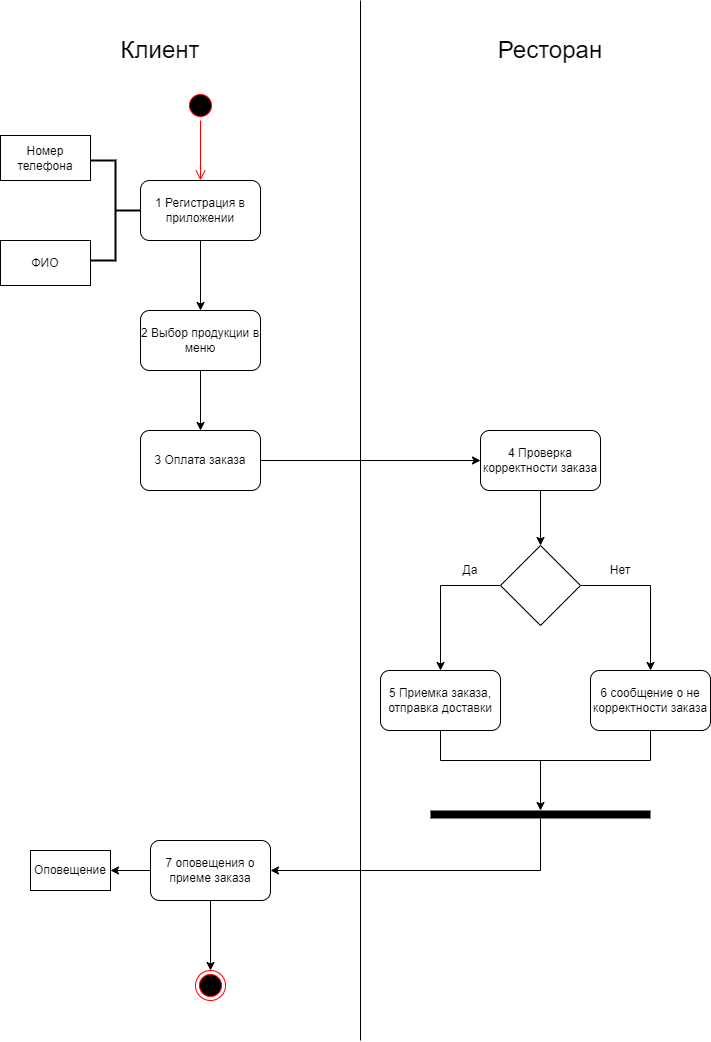 Клиент
Ресторан
Номер
телефона
1 Регистрация в
приложении
ФИО
2 Выбор продукции в
меню
3 Оплата заказа
4 Проверка
корректности заказа
Да
Нет
5 Приемка заказа,
отправка доставки
6 сообщение о не
корректности заказа
Оповещение
7 оповещения о
приеме заказа